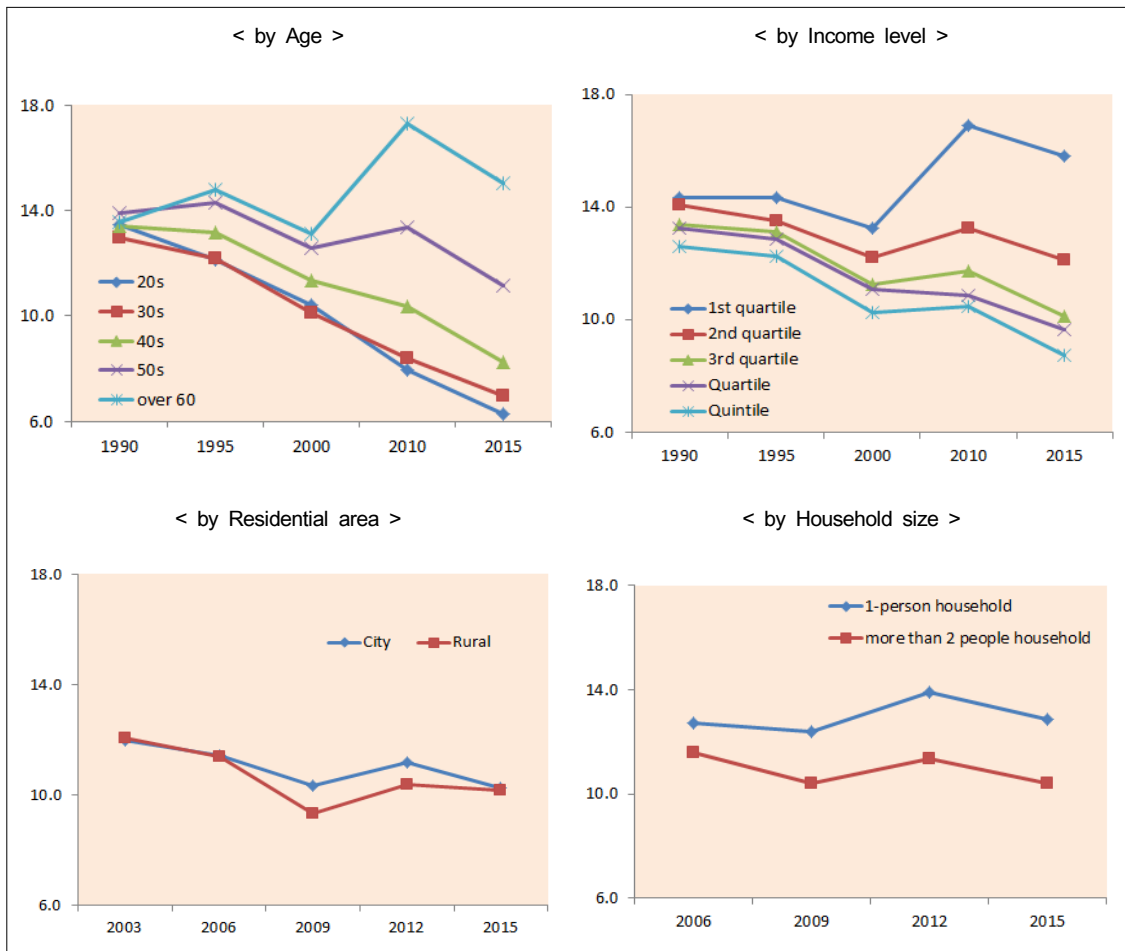 < by Age >
18.0
14.0
10.0
6.0
20s
30s
40s
50s
over 60
1990 1995 2000 2010 2015
< by Income level >
18.0
14.0
10.0
6.0
1st quartile
2nd quartile
3rd quartile
Quartile
Quintile
1990 1995 2000 2010 2015
< by Residential area >
18.0
14.0
10.0
6.0
City Rural
2003 2006 2009 2012 2015
< by Household size >
18.0
14.0
10.0
6.0
1-person household
more than 2 people household
2006 2009 2012 2015